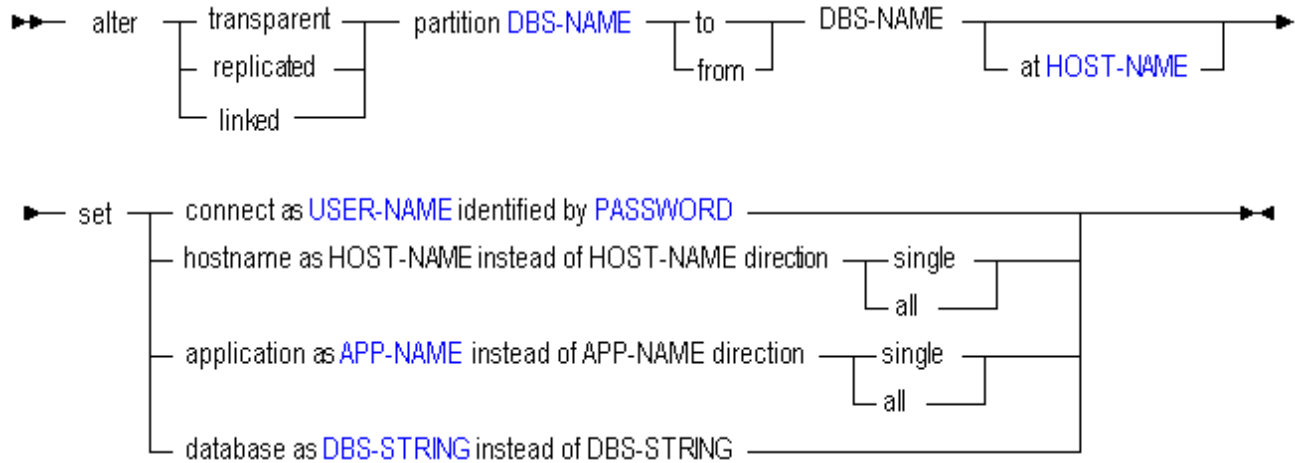 alter transparent partition DBS-NAME to DBS-NAME
replicated from at HOST-NAME
linked
set connect as USER-NAME identified by PASSWORD
hostname as HOST-NAME instead of HOST-NAME direction single
all
application as APP-NAME instead of APP-NAME direction single
all
database as DBS-STRING instead of DBS-STRING